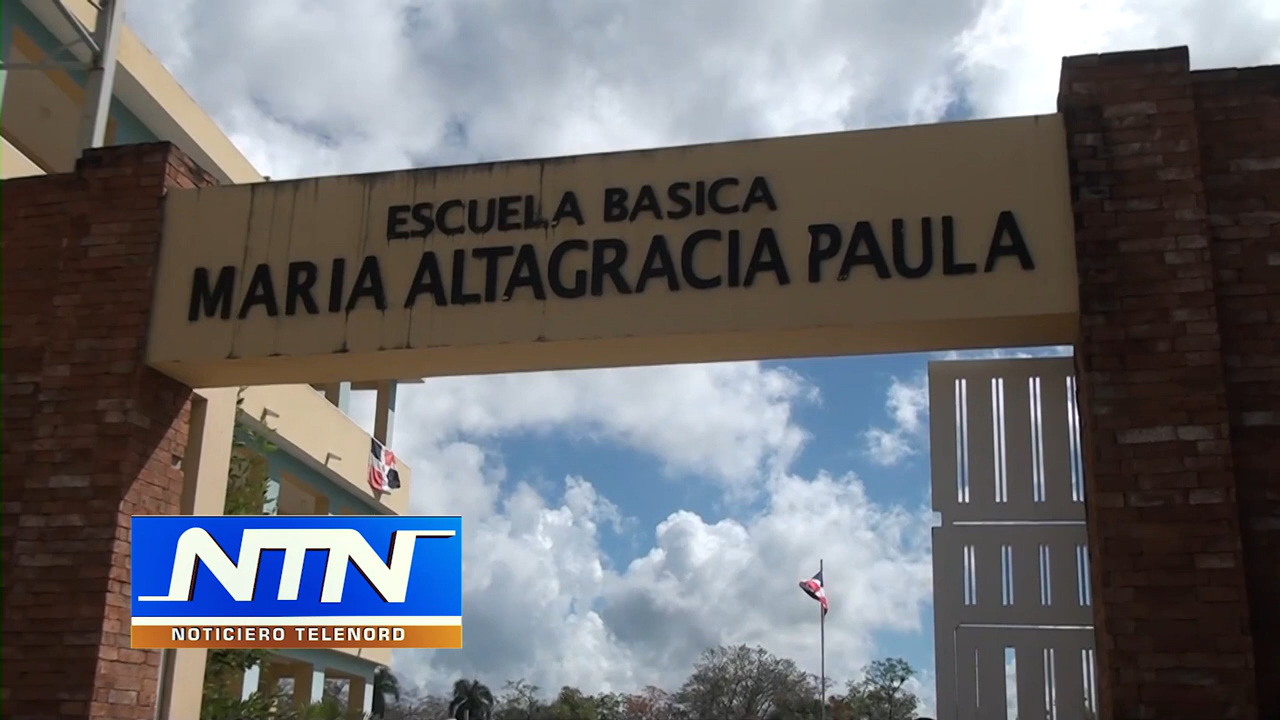 ESCUELA BASICA
MARIA ALTAGRACIA PAULA
NTN
NOTICIERO TELENORD